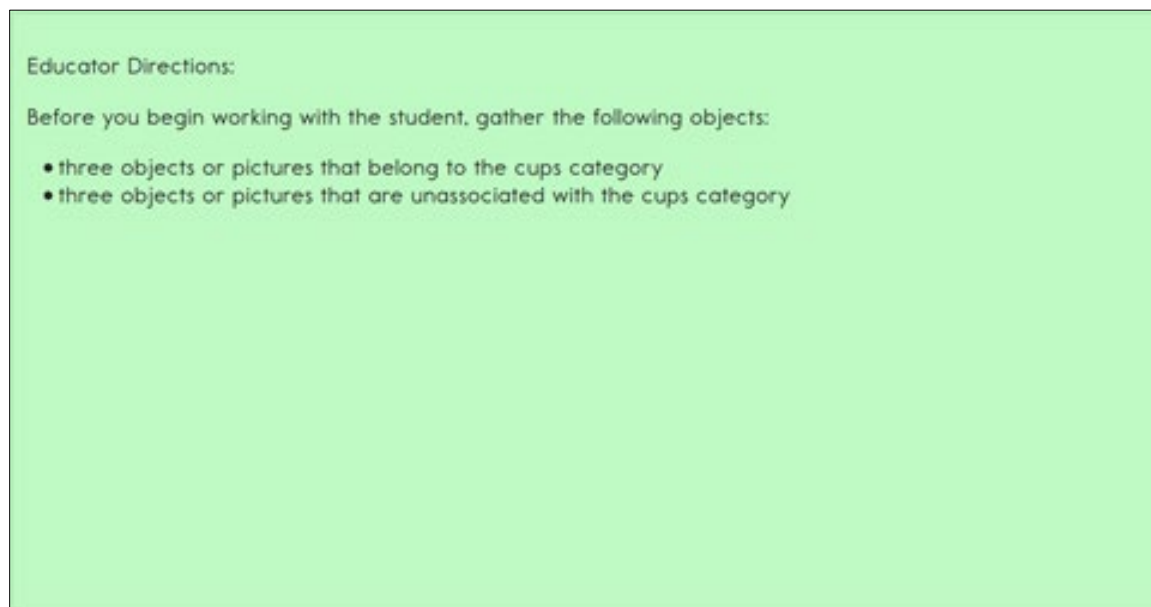 Educator Directions:
Before you begin working with the student, gather the following objects:
• three objects or pictures that belong to the cups category
• three objects or pictures that are unassociated with the cups category